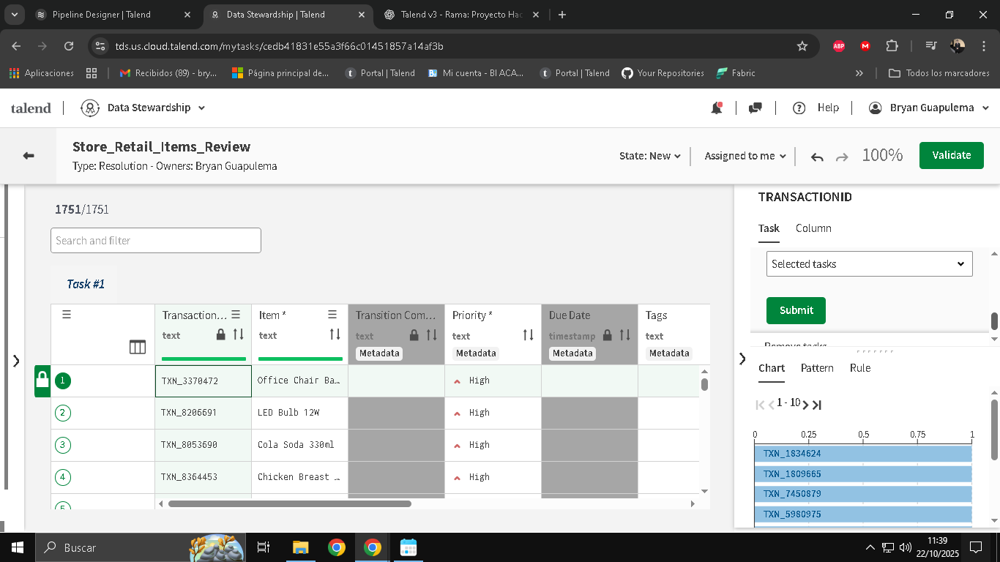 Pipeline Designer | Talend
Data Stewardship | Talend
Talend v3 - Rama: Proyecto Hac
tds.us.cloud.talend.com/mytasks/cedb41831e55a3f66c01451857a14af3b
ABP
M
Aplicaciones
Recibidos (89) - bry...
Página principal de...
Portal | Talend
Mi cuenta - BI ACA...
Portal | Talend
Your Repositories
Fabric
Todos los marcadores
talend
Data Stewardship
Help
Bryan Guapulema
Store_Retail_Items_Review
Type: Resolution - Owners: Bryan Guapulema
State: New
Assigned to me
100%
Validate
1751/1751
Search and filter
Task #1
Transaction...
text
Item *
text
Transition Com...
text
Metadata
Priority *
text
Metadata
Due Date
timestamp
Metadata
Tags
text
Metadata
1 TXN_3370472 Office Chair Ba... High
2 TXN_8206691 LED Bulb 12W High
3 TXN_8053690 Cola Soda 330ml High
4 TXN_8364453 Chicken Breast ... High
5
TRANSACTIONID
Task Column
Selected tasks
Submit
Remove tasks
Chart Pattern Rule
1 - 10
0 0.25 0.5 0.75 1
TXN_1834624
TXN_1809665
TXN_7450879
TXN_5980975
Buscar
11:39
22/10/2025